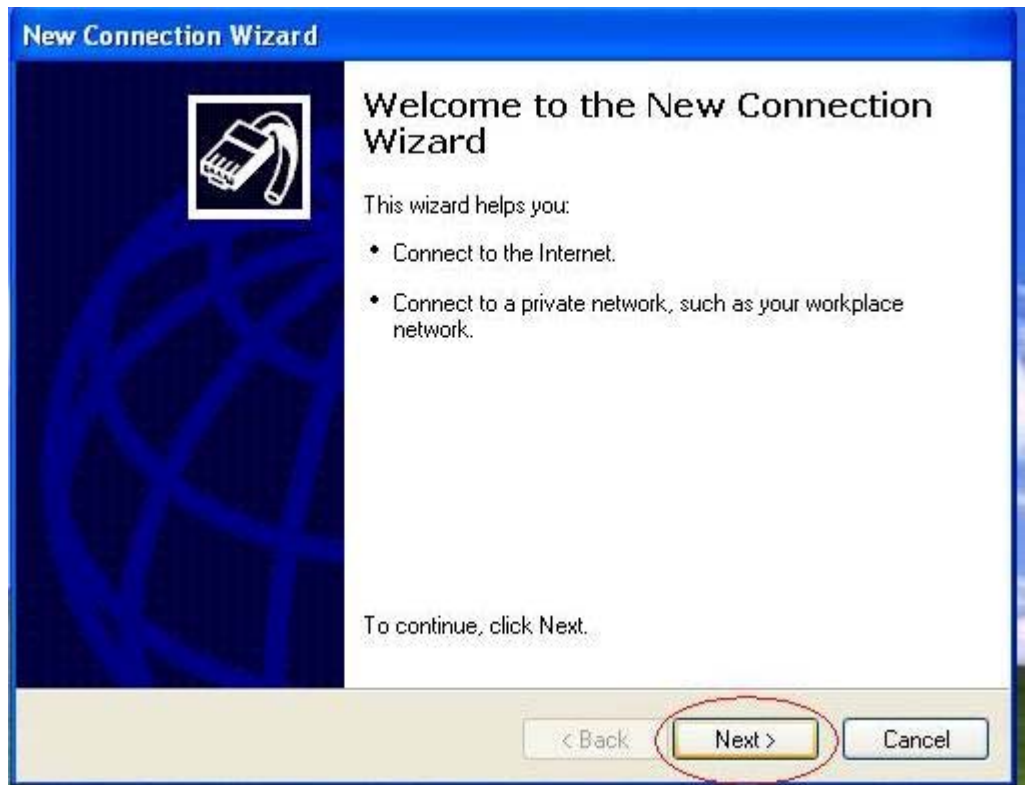 New Connection Wizard
Welcome to the New Connection
Wizard
This wizard helps you:
• Connect to the Internet.
• Connect to a private network, such as your workplace
network.
To continue, click Next.
< Back
Next >
Cancel